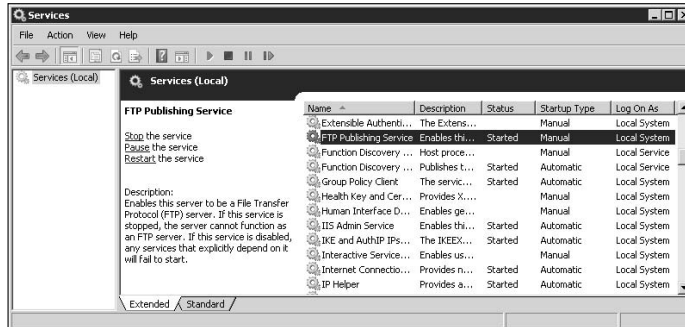 Services
File Action View Help
Services (Local)
Services (Local)
FTP Publishing Service
Stop the service
Pause the service
Restart the service
Description:
Enables this server to be a File Transfer
Protocol (FTP) server. If this service is
stopped, the server cannot function as
an FTP server. If this service is disabled,
any services that explicitly depend on it
will fail to start.
Name Description Status Startup Type Log On As
Extensible Authenti... The Extens... Manual Local System
FTP Publishing Service Enables thi... Started Manual Local System
Function Discovery ... Host proce... Manual Local Service
Function Discovery ... Publishes t... Started Automatic Local Service
Group Policy Client The servic... Started Automatic Local System
Health Key and Cer... Provides X.... Manual Local System
Human Interface D... Enables ge... Manual Local System
IIS Admin Service Enables thi... Started Automatic Local System
IKE and AuthIP IPs... The IKEEX... Started Automatic Local System
Interactive Service... Enables us... Manual Local System
Internet Connectio... Provides n... Started Automatic Local System
IP Helper Provides a... Started Automatic Local System
Extended Standard